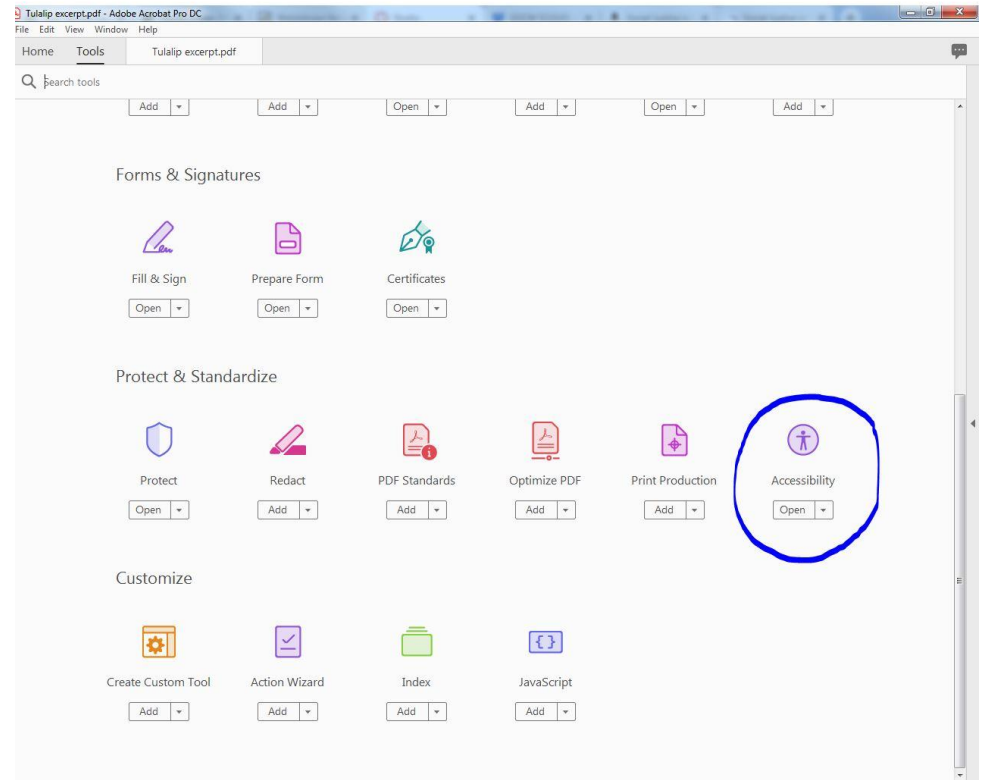 Tulalip excerpt.pdf - Adobe Acrobat Pro DC
File Edit View Window Help
Home Tools Tulalip excerpt.pdf
Search tools
Add Add Open Add Open Add
Forms & Signatures
Fill & Sign Prepare Form Certificates
Open Open Open
Protect & Standardize
Protect Redact PDF Standards Optimize PDF Print Production Accessibility
Open Add Add Add Add Open
Customize
Create Custom Tool Action Wizard Index JavaScript
Add Add Add Add